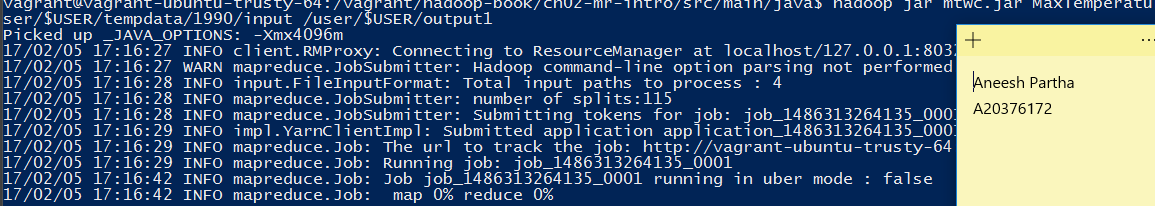 vagrant@vagrant-ubuntu-trusty-64:/vagrant/hadoop-book/ch02-mr-intro/src/main/java$ hadoop jar mtwc.jar MaxTemperatu
ser/$USER/tempdata/1990/input /user/$USER/output1
Picked up _JAVA_OPTIONS: -Xmx4096m
17/02/05 17:16:27 INFO client.RMProxy: Connecting to ResourceManager at localhost/127.0.0.1:8032
17/02/05 17:16:27 WARN mapreduce.JobSubmitter: Hadoop command-line option parsing not performed
17/02/05 17:16:28 INFO input.FileInputFormat: Total input paths to process : 4
17/02/05 17:16:28 INFO mapreduce.JobSubmitter: number of splits:115
17/02/05 17:16:28 INFO mapreduce.JobSubmitter: Submitting tokens for job: job_1486313264135_0001
17/02/05 17:16:29 INFO impl.YarnClientImpl: Submitted application application_1486313264135_0001
17/02/05 17:16:29 INFO mapreduce.Job: The url to track the job: http://vagrant-ubuntu-trusty-64
17/02/05 17:16:29 INFO mapreduce.Job: Running job: job_1486313264135_0001
17/02/05 17:16:42 INFO mapreduce.Job: Job job_1486313264135_0001 running in uber mode : false
17/02/05 17:16:42 INFO mapreduce.Job:  map 0% reduce 0%
+ ...
Aneesh Partha
A20376172